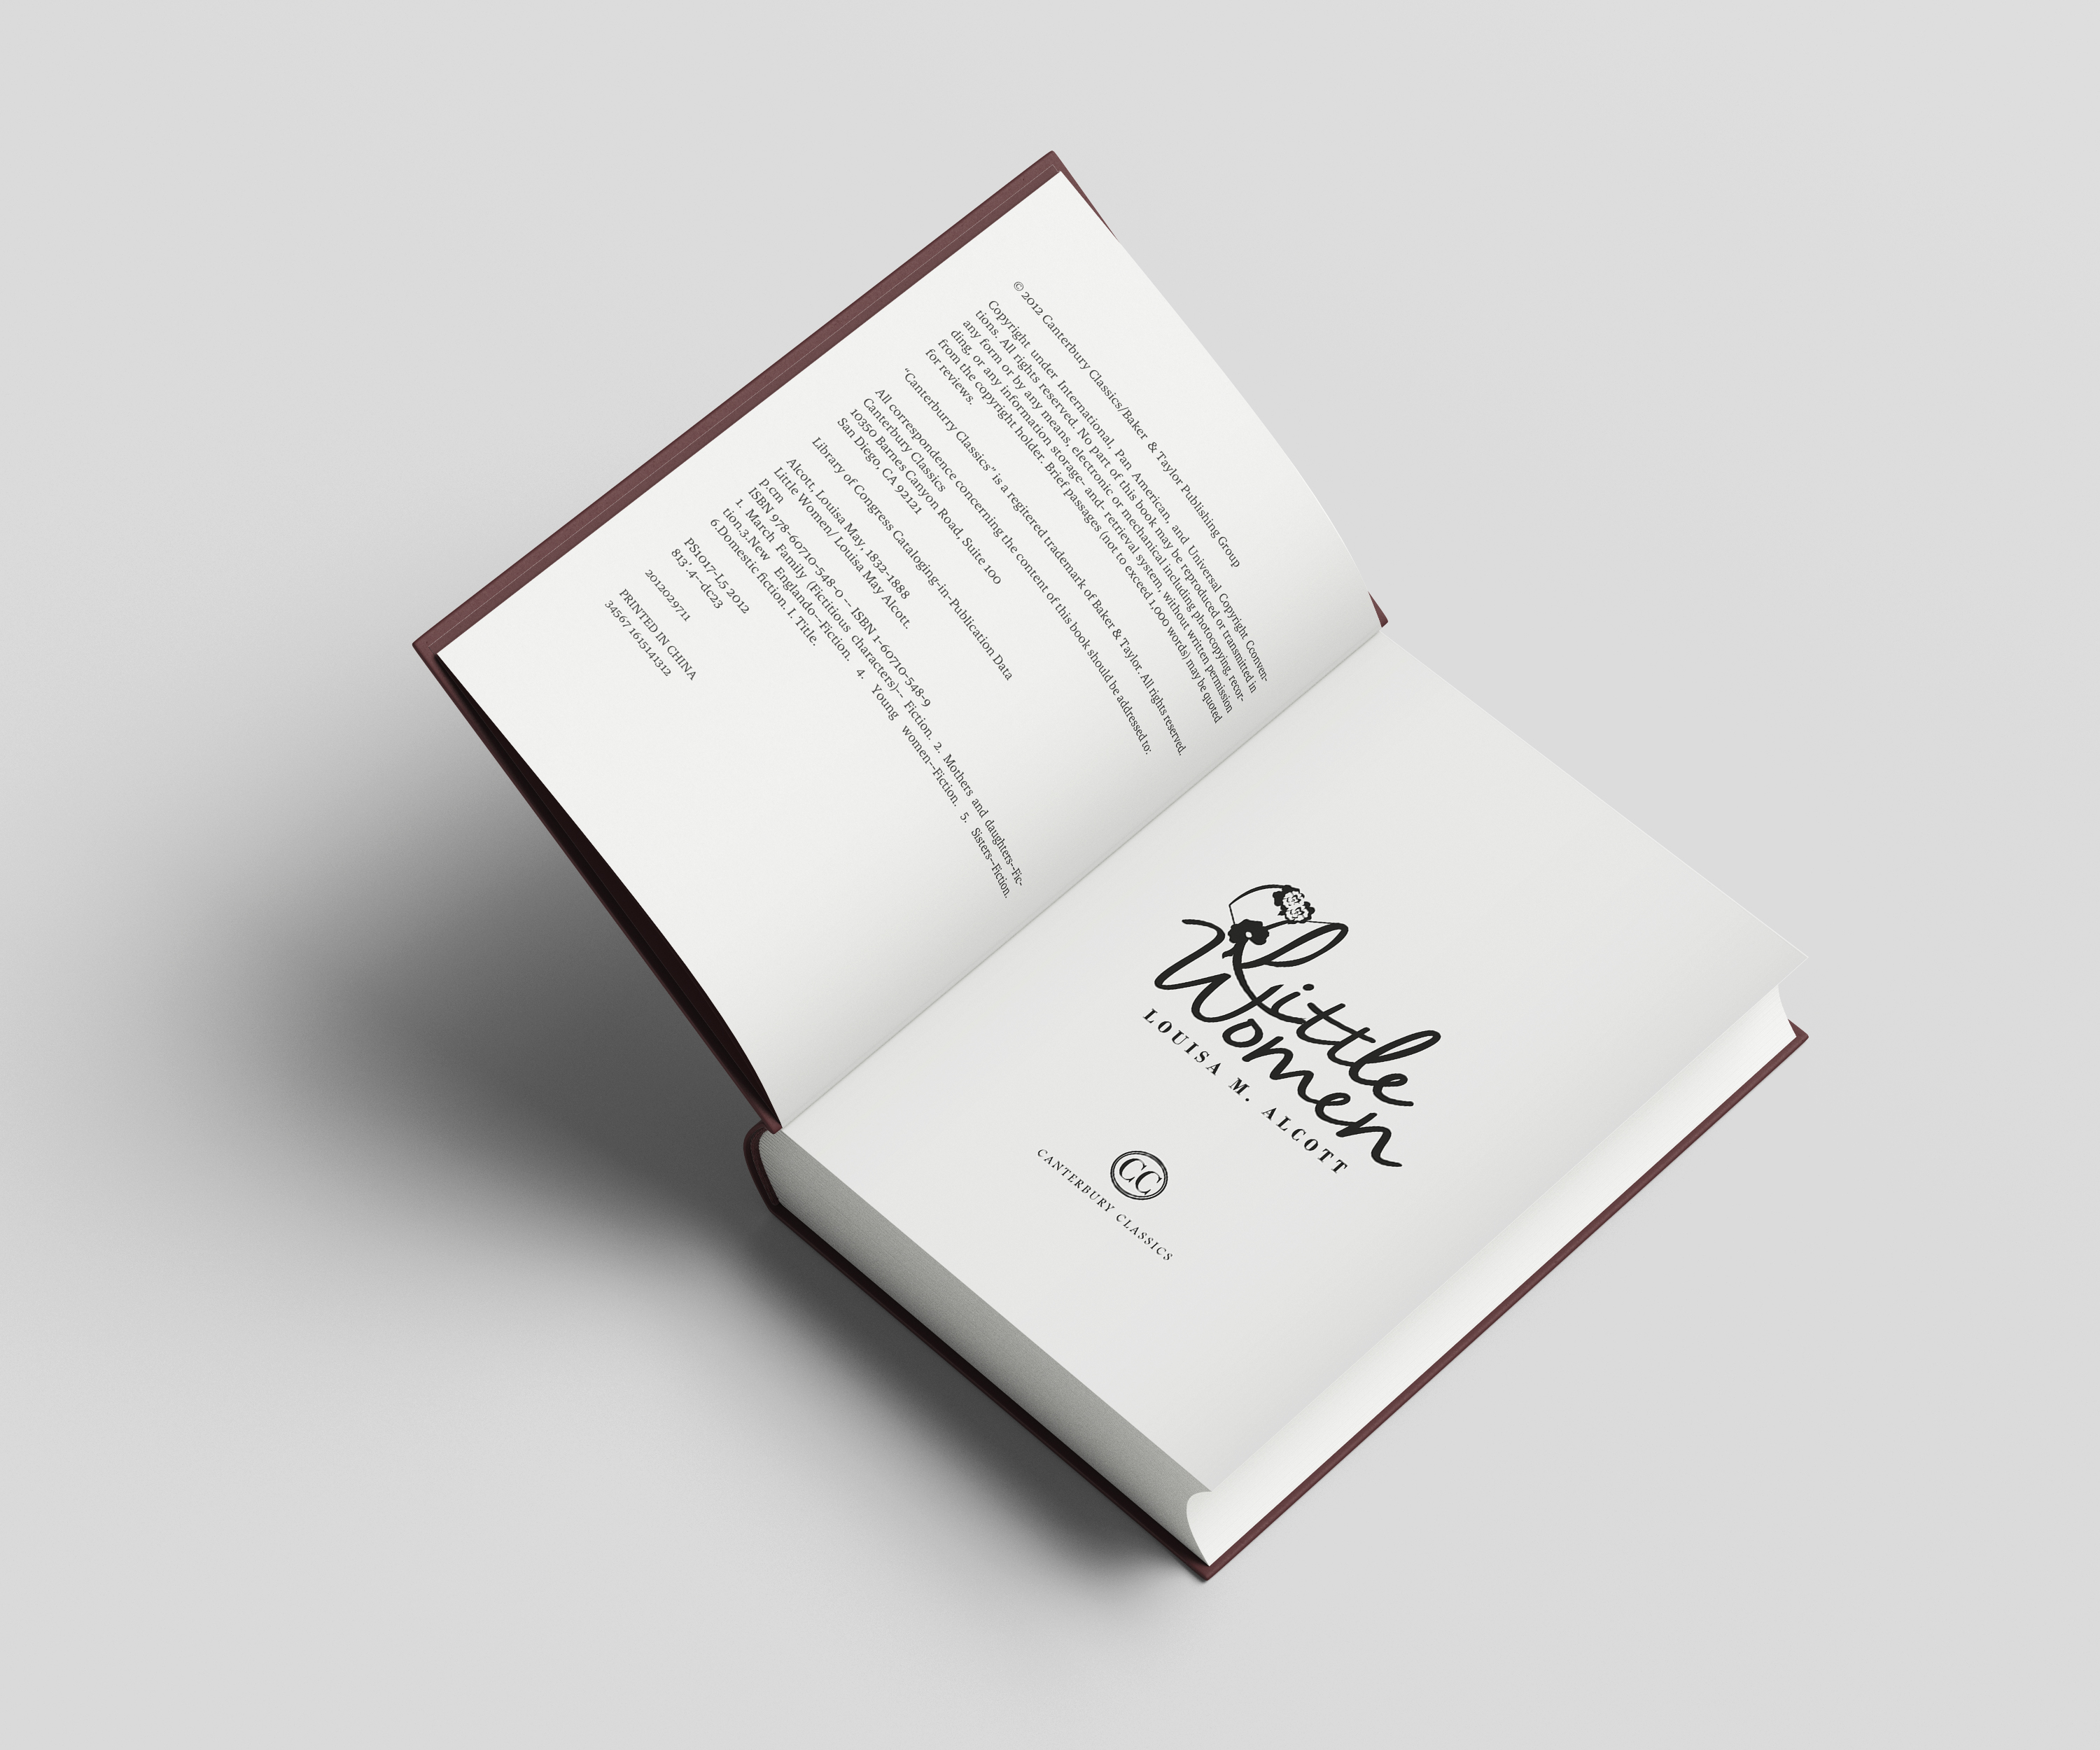 © 2012 Canterbury Classics/Baker & Taylor Publishing Group
Copyright under International, Pan American, and Universal Copyright Cconven-
tions. All rights reserved. No part of this book may be reproduced or transmitted in
any form or by any means, electronic or mechanical including photocopying, recor-
ding, or any information storage- and- retrieval system, without written permission
from the copyright holder. Brief passages (not to exceed 1,000 words) may be quoted
for reviews.
"Canterburry Classics" is a regitered trademark of Baker & Taylor. All rights reserved.
All correspondence concerning the content of this book should be addressed to:
Canterbury Classics
10350 Barnes Canyon Road, Suite 100
San Diego, CA 92121
Library of Congress Cataloging-in-Publication Data
Alcott, Louisa May, 1832-1888
Little Women/ Louisa May Alcott.
p.cm
ISBN 978-60710-548-0 -- ISBN 1-60710-548-9
1. March Family (Fictitious characters)-- Fiction. 2. Mothers and daughters--Fic-
tion.3.New Englando--Fiction. 4. Young women--Fiction. 5. Sisters--Fiction.
6.Domestic fiction. I. Title.
PS1017-L5 2012
813'.4--dc23
2012029711
PRINTED IN CHINA
34567 1615141312
Little
Women
LOUISA M. ALCOTT
CC
CANTERBURY CLASSICS